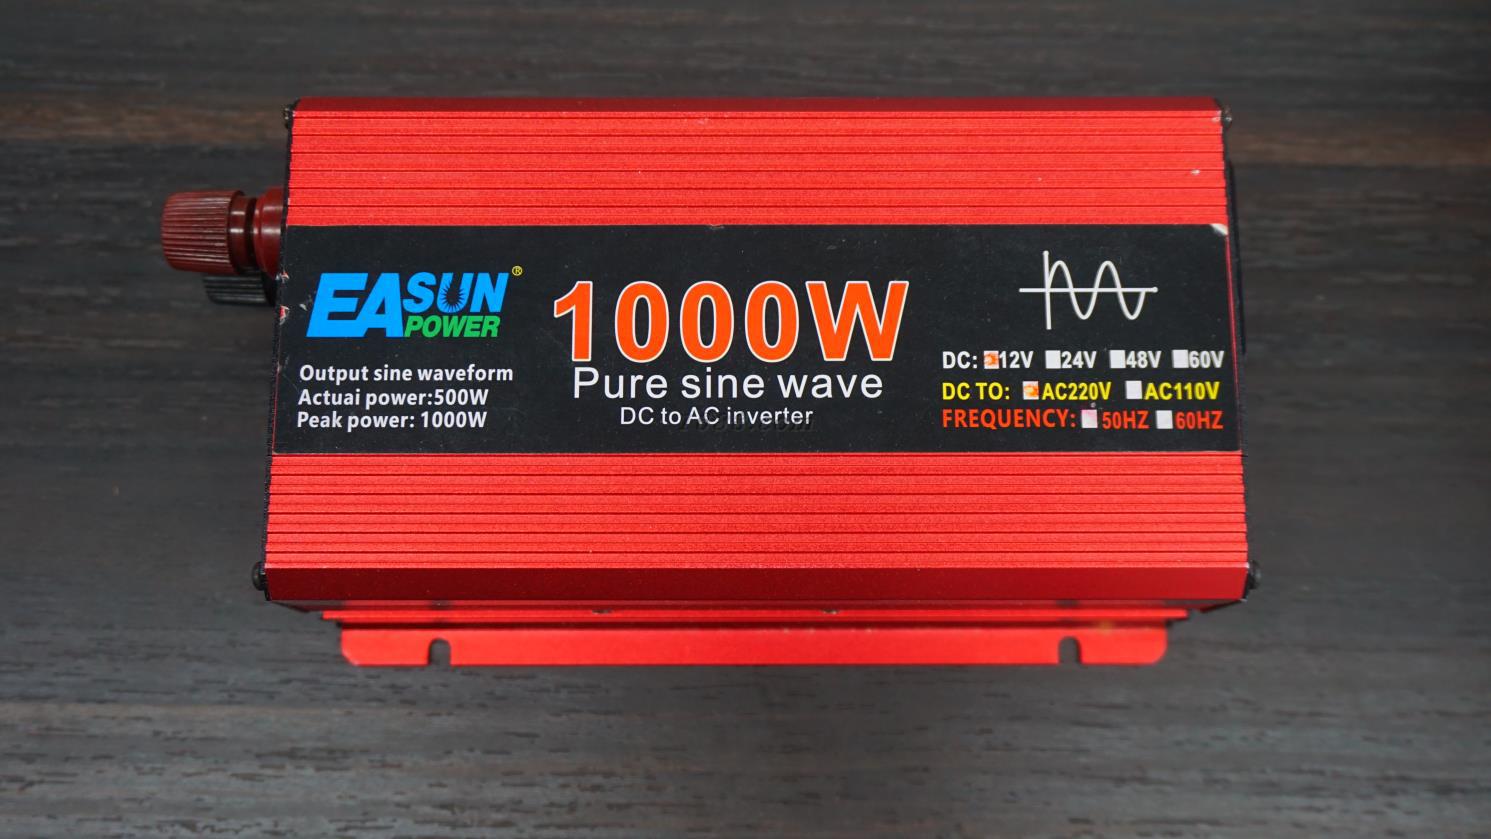 EASUN POWER ®
Output sine waveform
Actuai power:500W
Peak power: 1000W
1000W
Pure sine wave
DC to AC inverter
DC: 12V 24V 48V 60V
DC TO: AC220V AC110V
FREQUENCY: 50HZ 60HZ